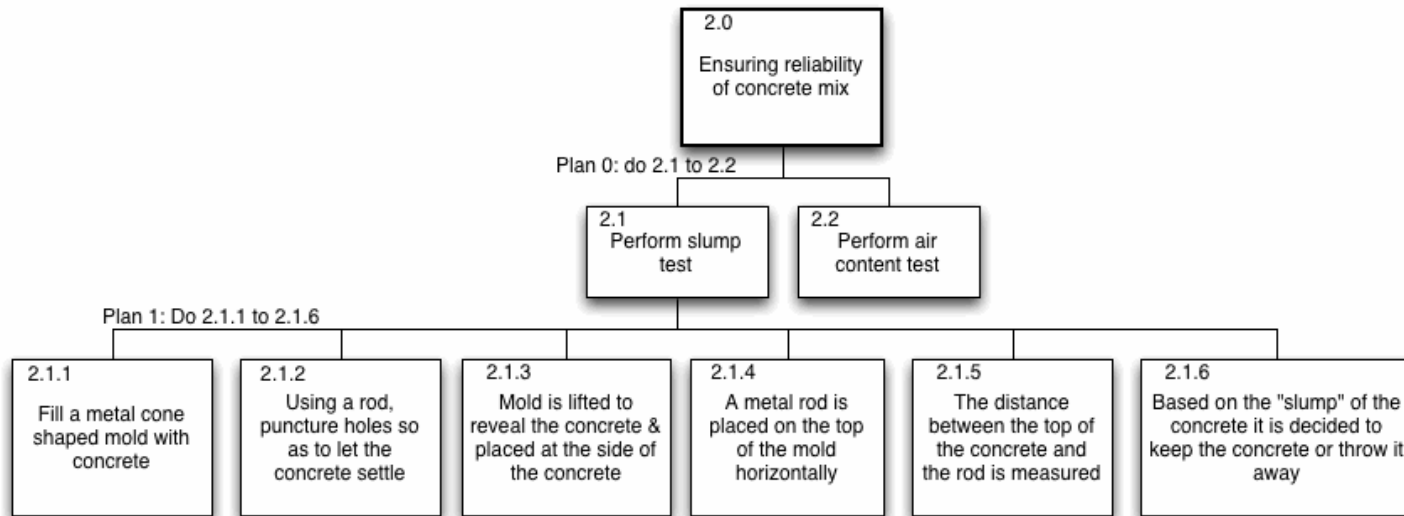 2.0
Ensuring reliability
of concrete mix
Plan 0: do 2.1 to 2.2
2.1
Perform slump
test
2.2
Perform air
content test
Plan 1: Do 2.1.1 to 2.1.6
2.1.1
Fill a metal cone
shaped mold with
concrete
2.1.2
Using a rod,
puncture holes so
as to let the
concrete settle
2.1.3
Mold is lifted to
reveal the concrete &
placed at the side of
the concrete
2.1.4
A metal rod is
placed on the top
of the mold
horizontally
2.1.5
The distance
between the top of
the concrete and
the rod is measured
2.1.6
Based on the "slump" of the
concrete it is decided to
keep the concrete or throw it
away